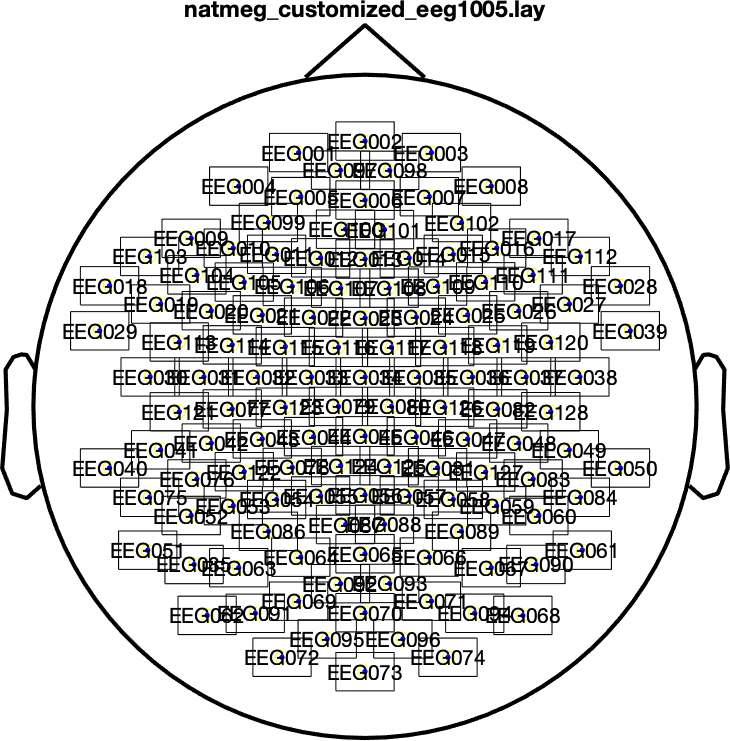 natmeg_customized_eeg1005.lay
EEG002
EEG001 EEG003
EEG097 EEG098
EEG004 EEG008
EEG005 EEG006 EEG007
EEG099 EEG102
EEG100 EEG101
EEG009 EEG017
EEG010 EEG016
EEG103 EEG011 EEG015 EEG112
EEG012 EEG013 EEG014
EEG104 EEG111
EEG105 EEG110
EEG018 EEG106 EEG107 EEG108 EEG109 EEG028
EEG019 EEG027
EEG020 EEG026
EEG021 EEG022 EEG023 EEG024 EEG025
EEG029 EEG039
EEG113 EEG114 EEG115 EEG116 EEG117 EEG118 EEG119 EEG120
EEG030 EEG031 EEG032 EEG033 EEG034 EEG035 EEG036 EEG037 EEG038
EEG121 EEG077 EEG123 EEG079 EEG080 EEG126 EEG082 EEG128
EEG042 EEG043 EEG044 EEG045 EEG046 EEG047 EEG048
EEG041 EEG049
EEG040 EEG122 EEG078 EEG124 EEG125 EEG081 EEG127 EEG050
EEG076 EEG083
EEG075 EEG054 EEG055 EEG056 EEG057 EEG058 EEG084
EEG053 EEG059
EEG052 EEG060
EEG086 EEG087 EEG088 EEG089
EEG051 EEG061
EEG064 EEG065 EEG066
EEG085 EEG063 EEG067 EEG090
EEG092 EEG093
EEG069 EEG071
EEG062 EEG091 EEG070 EEG094 EEG068
EEG095 EEG096
EEG072 EEG074
EEG073